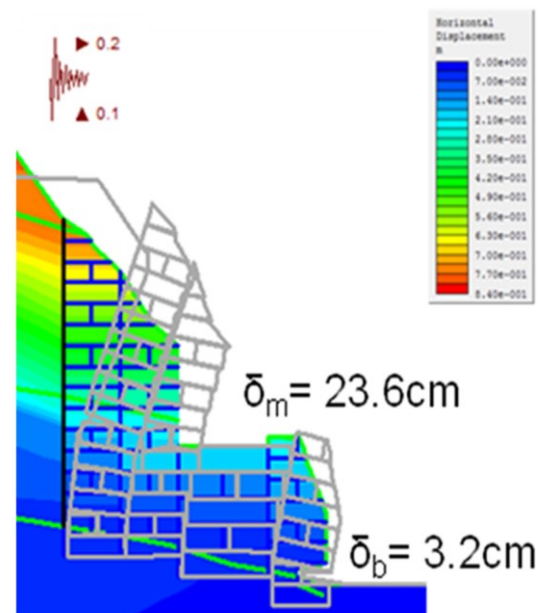 ▶ 0.2
▲ 0.1
Horizontal
Displacement
m
0.00e+000
7.00e-002
1.40e-001
2.10e-001
2.80e-001
3.50e-001
4.20e-001
4.90e-001
5.60e-001
6.30e-001
7.00e-001
7.70e-001
8.40e-001
δm= 23.6cm
δb= 3.2cm